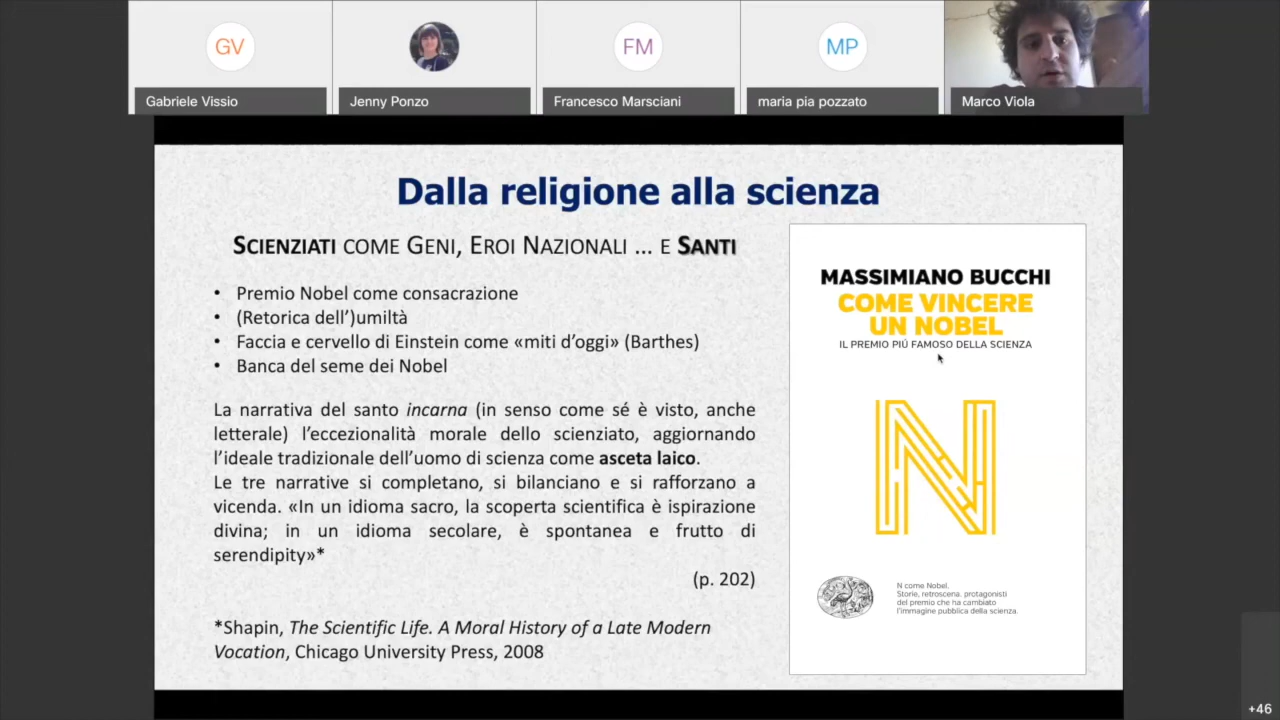 GV
FM
MP
Gabriele Vissio
Jenny Ponzo
Francesco Marsciani
maria pia pozzato
Marco Viola
Dalla religione alla scienza
SCIENZIATI COME GENI, EROI NAZIONALI ... E SANTI
• Premio Nobel come consacrazione
• (Retorica dell')umiltà
• Faccia e cervello di Einstein come «miti d'oggi» (Barthes)
• Banca del seme dei Nobel
La narrativa del santo incarna (in senso come sé è visto, anche
letterale) l'eccezionalità morale dello scienziato, aggiornando
l'ideale tradizionale dell'uomo di scienza come asceta laico.
Le tre narrative si completano, si bilanciano e si rafforzano a
vicenda. «In un idioma sacro, la scoperta scientifica è ispirazione
divina; in un idioma secolare, è spontanea e frutto di
serendipity»*
(p. 202)
*Shapin, The Scientific Life. A Moral History of a Late Modern
Vocation, Chicago University Press, 2008
MASSIMIANO BUCCHI
COME VINCERE
UN NOBEL
IL PREMIO PIÚ FAMOSO DELLA SCIENZA
N
N come Nobel.
Storie, retroscena, protagonisti
del premio che ha cambiato
l'immagine pubblica della scienza.
+46